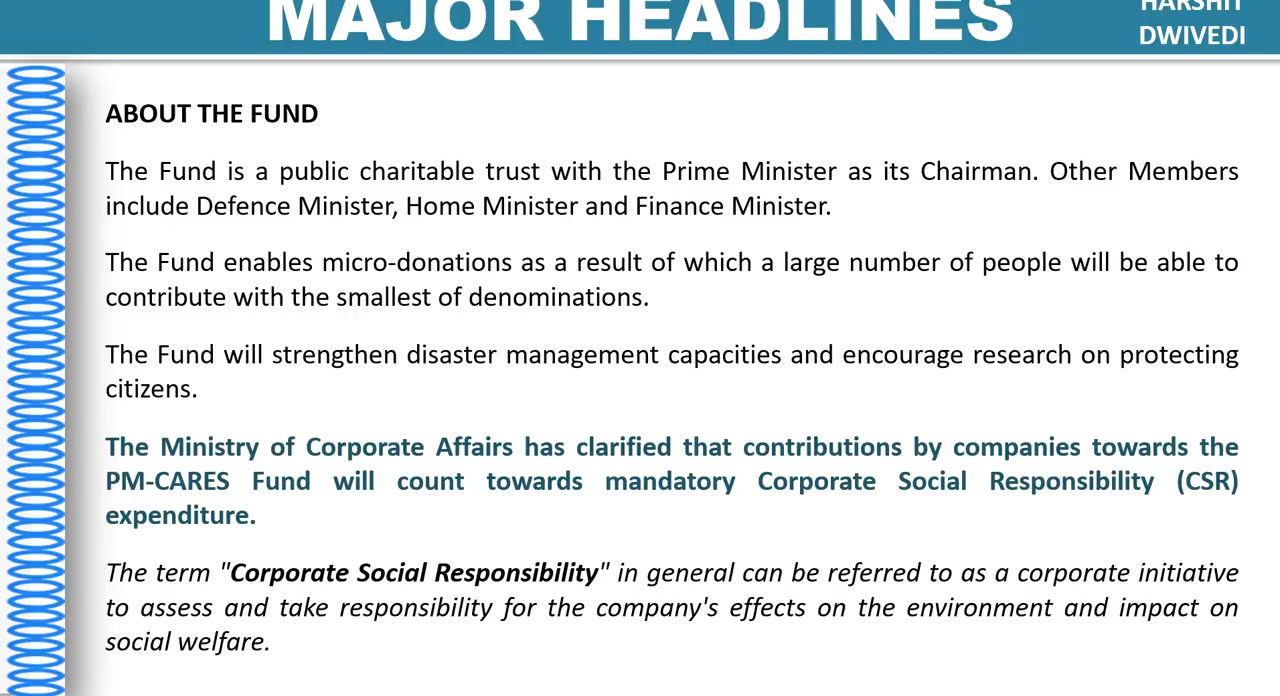 MAJOR HEADLINES
HARSHIT
DWIVEDI
ABOUT THE FUND
The Fund is a public charitable trust with the Prime Minister as its Chairman. Other Members
include Defence Minister, Home Minister and Finance Minister.
The Fund enables micro-donations as a result of which a large number of people will be able to
contribute with the smallest of denominations.
The Fund will strengthen disaster management capacities and encourage research on protecting
citizens.
The Ministry of Corporate Affairs has clarified that contributions by companies towards the
PM-CARES Fund will count towards mandatory Corporate Social Responsibility (CSR)
expenditure.
The term "Corporate Social Responsibility" in general can be referred to as a corporate initiative
to assess and take responsibility for the company's effects on the environment and impact on
social welfare.